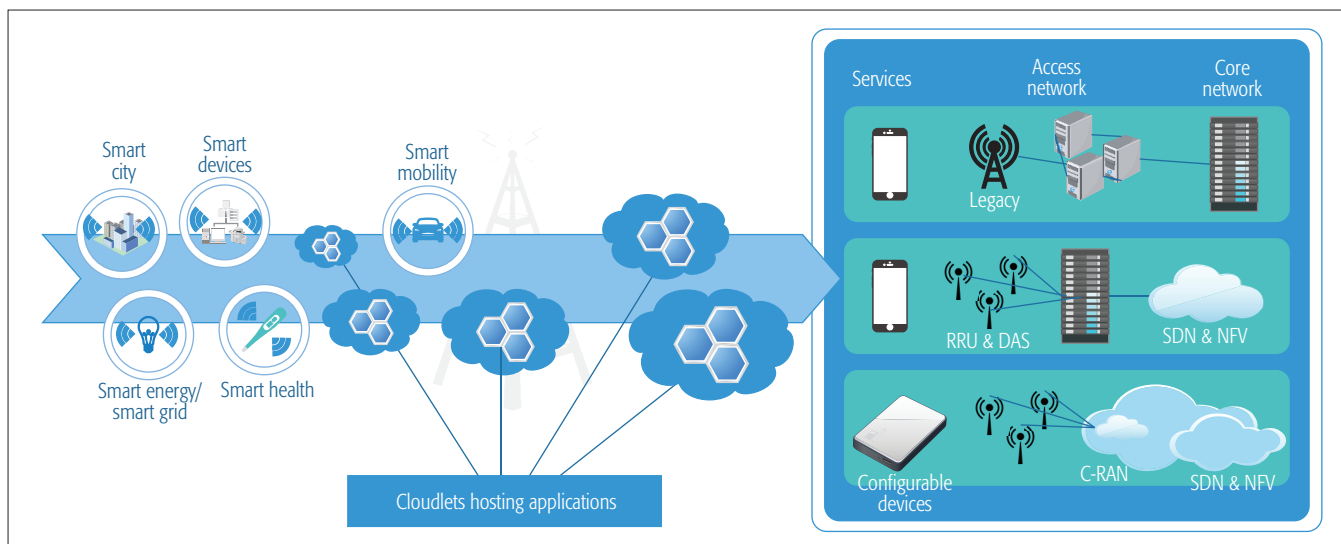 Smart
city
Smart
devices
Smart
mobility
Smart energy/
smart grid
Smart health
Cloudlets hosting applications
Services
Access
network
Core
network
Legacy
RRU & DAS
SDN & NFV
Configurable
devices
C-RAN
SDN & NFV